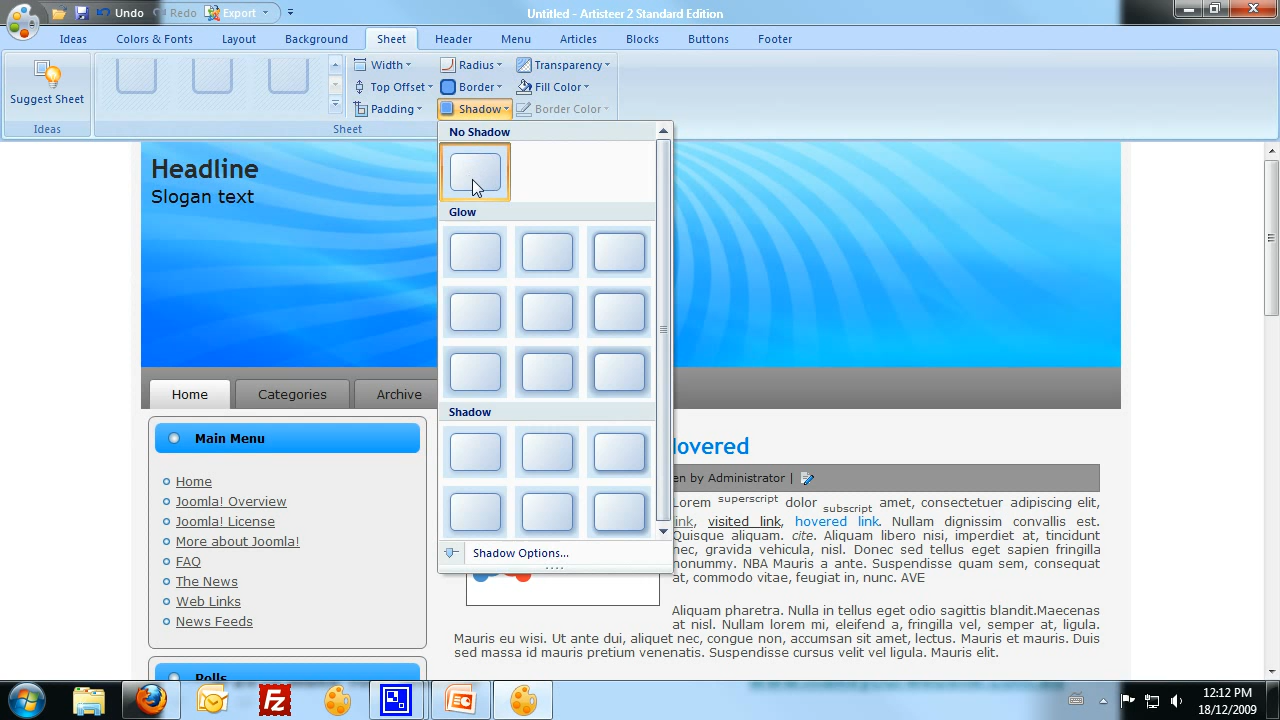 Undo Redo Export Untitled - Artisteer 2 Standard Edition
Ideas Colors & Fonts Layout Background Sheet Header Menu Articles Blocks Buttons Footer
Suggest Sheet
Ideas
Width Radius Transparency
Top Offset Border Fill Color
Padding Shadow Border Color
Sheet
No Shadow
Glow
Shadow
Shadow Options...
Headline
Slogan text
Home Categories Archive
Main Menu
Home
Joomla! Overview
Joomla! License
More about Joomla!
FAQ
The News
Web Links
News Feeds
Polls
overed
en by Administrator |
Lorem superscript dolor subscript amet, consectetuer adipiscing elit,
ink, visited link, hovered link. Nullam dignissim convallis est.
Quisque aliquam. cite. Aliquam libero nisi, imperdiet at, tincidunt
nec, gravida vehicula, nisl. Donec sed tellus eget sapien fringilla
nonummy. NBA Mauris a ante. Suspendisse quam sem, consequat
at, commodo vitae, feugiat in, nunc. AVE
Aliquam pharetra. Nulla in tellus eget odio sagittis blandit.Maecenas
at nisl. Nullam lorem mi, eleifend a, fringilla vel, semper at, ligula.
Mauris eu wisi. Ut ante dui, aliquet nec, congue non, accumsan sit amet, lectus. Mauris et mauris. Duis
sed massa id mauris pretium venenatis. Suspendisse cursus velit vel ligula. Mauris elit.
12:12 PM
18/12/2009